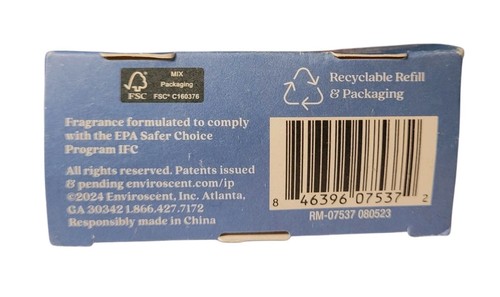 MIX
Packaging
FSC
FSC® C160376
Recyclable Refill
& Packaging
Fragrance formulated to comply
with the EPA Safer Choice
Program IFC
All rights reserved. Patents issued
& pending enviroscent.com/ip
©2024 Enviroscent, Inc. Atlanta,
GA 30342 1.866.427.7172
Responsibly made in China
8 46396 07537 2
RM-07537 080523